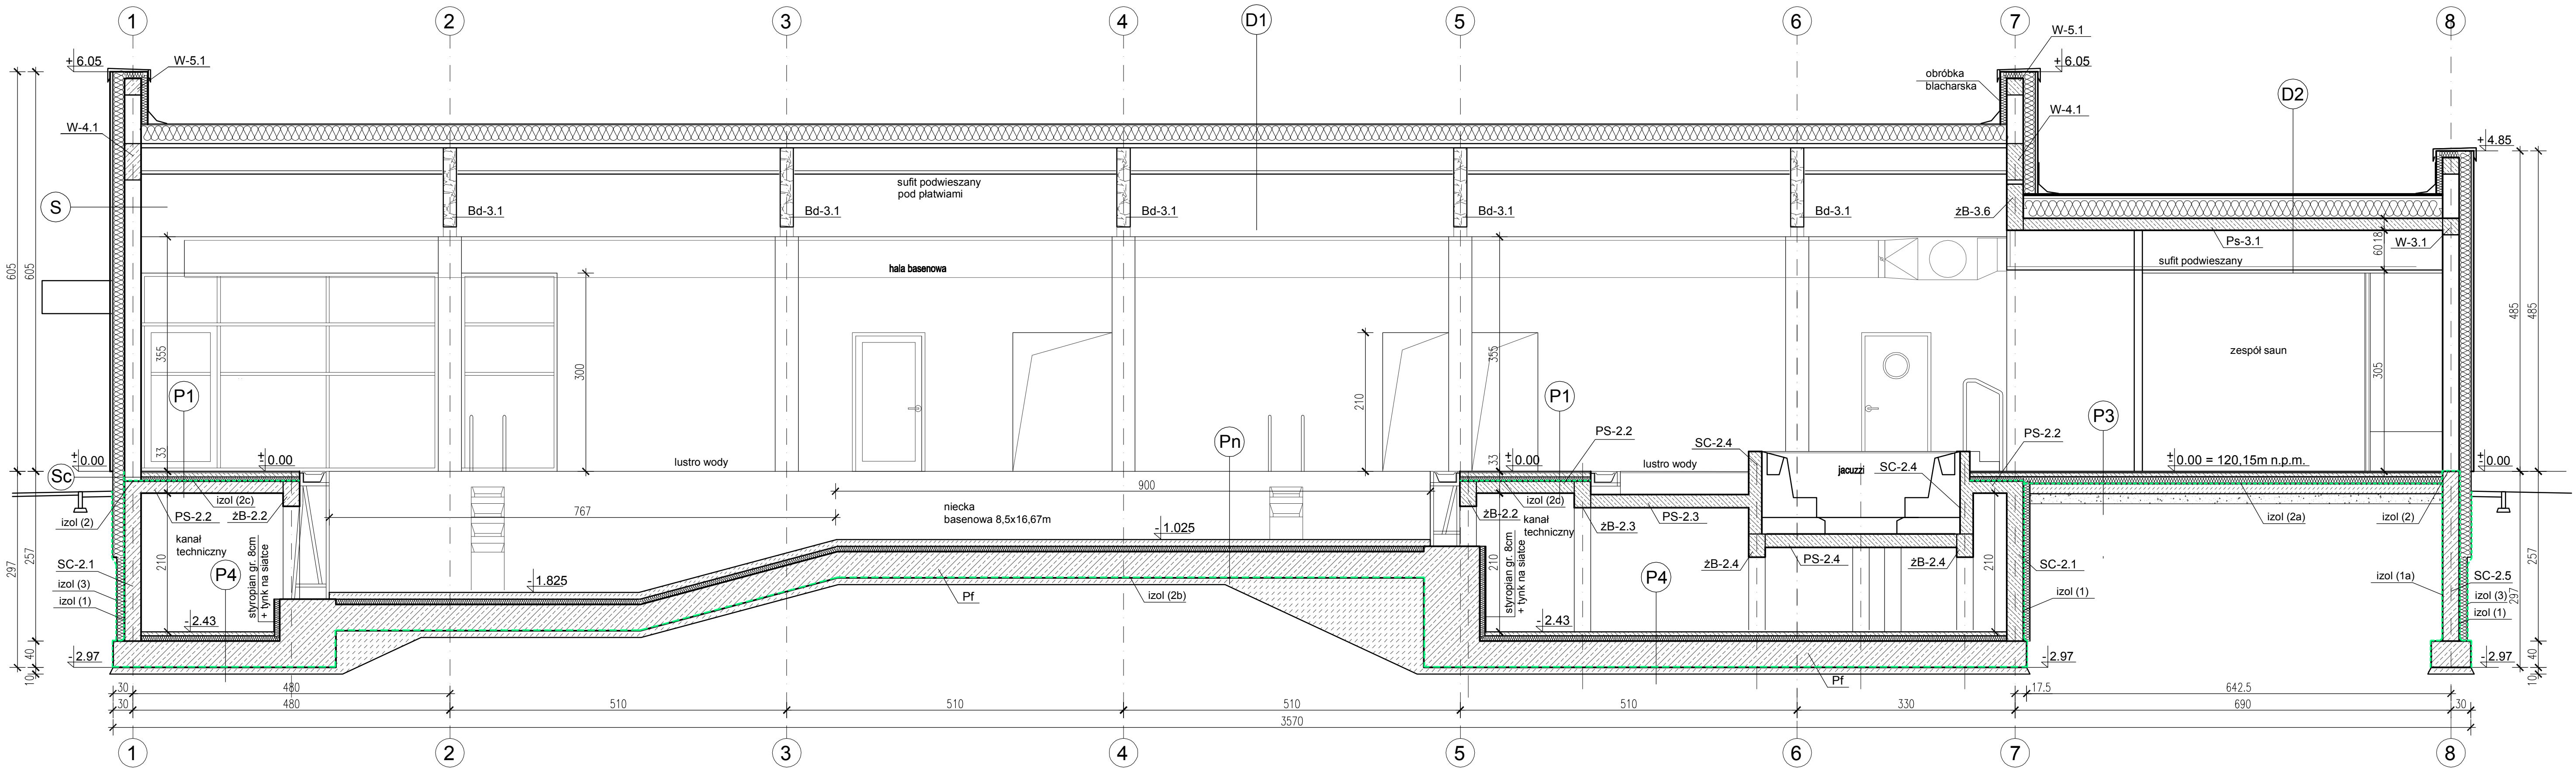 1
2
3
4
D1
5
6
7
8
+ 6.05
W-5.1
W-5.1
+ 6.05
obróbka
blacharska
D2
W-4.1
W-4.1
± 4.85
sufit podwieszany
pod płatwiami
S
Bd-3.1
Bd-3.1
Bd-3.1
Bd-3.1
Bd-3.1
żB-3.6
Ps-3.1
W-3.1
18
60
605
605
hala basenowa
sufit podwieszany
485
485
355
300
210
355
zespół saun
305
P1
P1
P3
Pn
PS-2.2
PS-2.2
SC-2.4
33
33
± 0.00
± 0.00
lustro wody
± 0.00
lustro wody
jacuzzi
SC-2.4
± 0.00 = 120,15m n.p.m.
± 0.00
Sc
izol (2)
PS-2.2
izol (2c)
żB-2.2
900
767
niecka
basenowa 8,5x16,67m
- 1.025
izol (2d)
żB-2.2
kanał
techniczny
żB-2.3
PS-2.3
izol (2a)
izol (2)
kanał
techniczny
210
styropian gr. 8cm
+ tynk na siatce
P4
SC-2.1
izol (3)
izol (1)
- 1.825
- 2.43
Pf
izol (2b)
210
styropian gr. 8cm
+ tynk na siatce
- 2.43
żB-2.4
PS-2.4
żB-2.4
P4
210
SC-2.1
izol (1)
izol (1a)
SC-2.5
izol (3)
izol (1)
297
257
257
297
40
10
40
10
- 2.97
Pf
- 2.97
- 2.97
30
480
17.5
642.5
30
480
510
510
510
510
330
690
30
3570
1
2
3
4
5
6
7
8